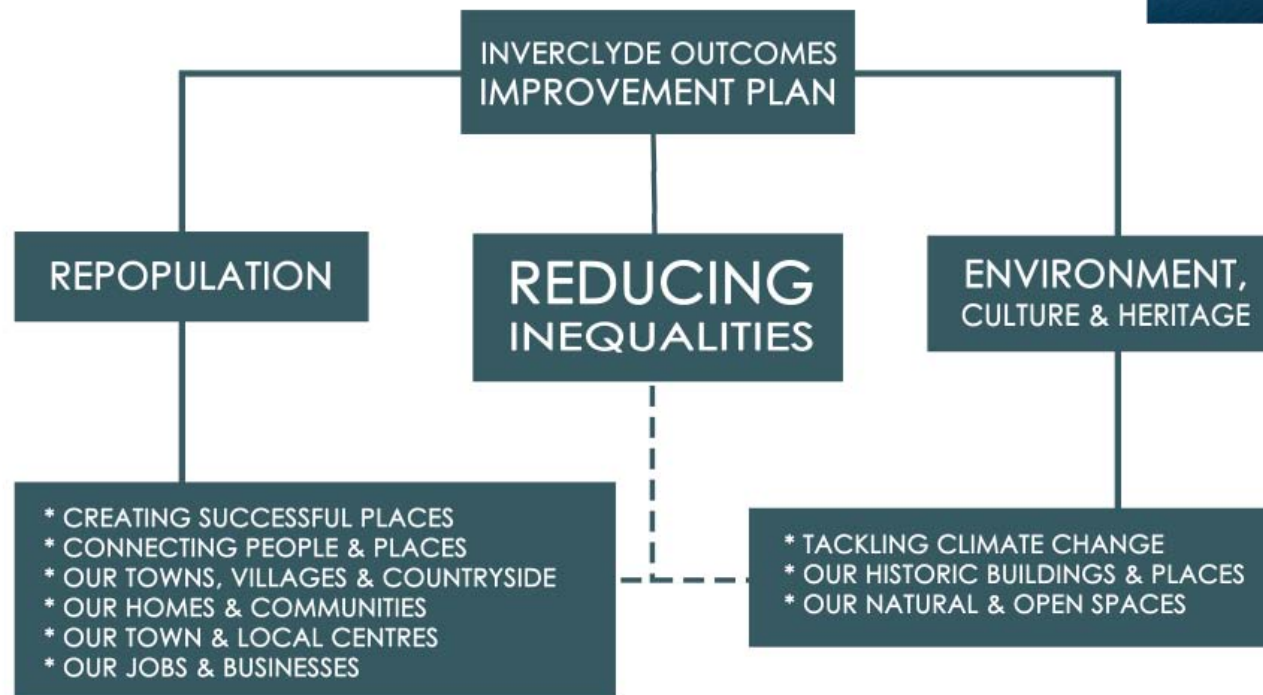 INVERCLYDE OUTCOMES
IMPROVEMENT PLAN
REPOPULATION
REDUCING
INEQUALITIES
ENVIRONMENT,
CULTURE & HERITAGE
* CREATING SUCCESSFUL PLACES
* CONNECTING PEOPLE & PLACES
* OUR TOWNS, VILLAGES & COUNTRYSIDE
* OUR HOMES & COMMUNITIES
* OUR TOWN & LOCAL CENTRES
* OUR JOBS & BUSINESSES
* TACKLING CLIMATE CHANGE
* OUR HISTORIC BUILDINGS & PLACES
* OUR NATURAL & OPEN SPACES